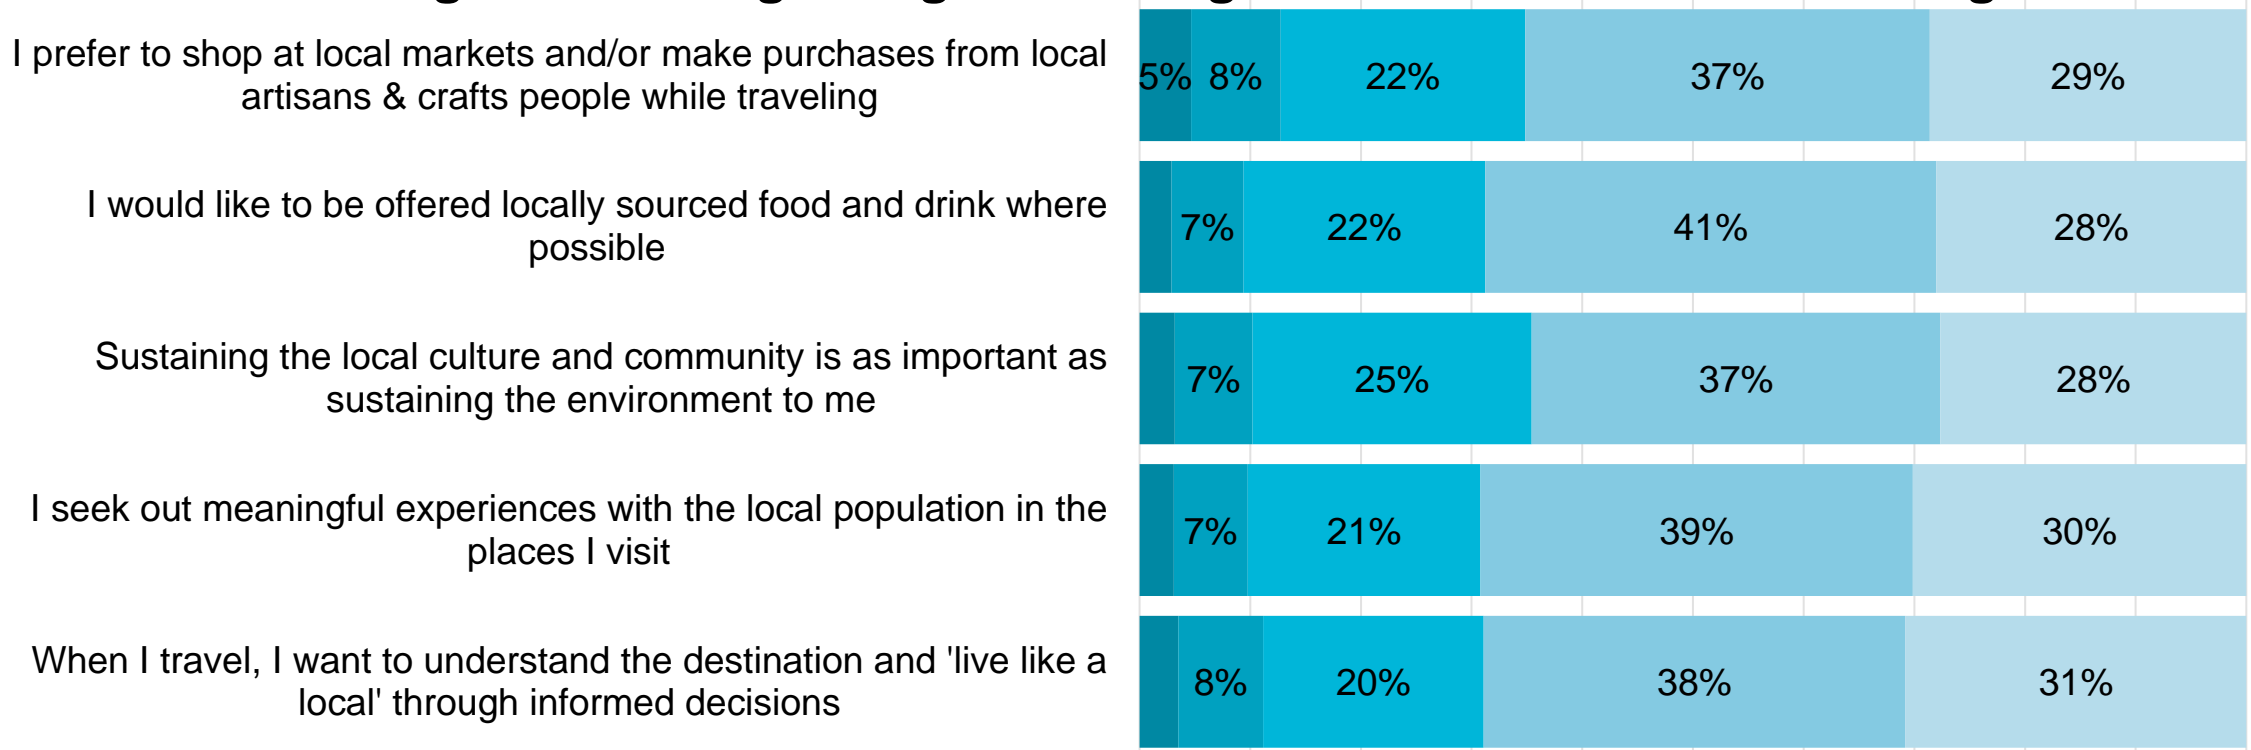 I prefer to shop at local markets and/or make purchases from local
artisans & crafts people while traveling
5% 8% 22% 37% 29%
I would like to be offered locally sourced food and drink where
possible
7% 22% 41% 28%
Sustaining the local culture and community is as important as
sustaining the environment to me
7% 25% 37% 28%
I seek out meaningful experiences with the local population in the
places I visit
7% 21% 39% 30%
When I travel, I want to understand the destination and 'live like a
local' through informed decisions
8% 20% 38% 31%